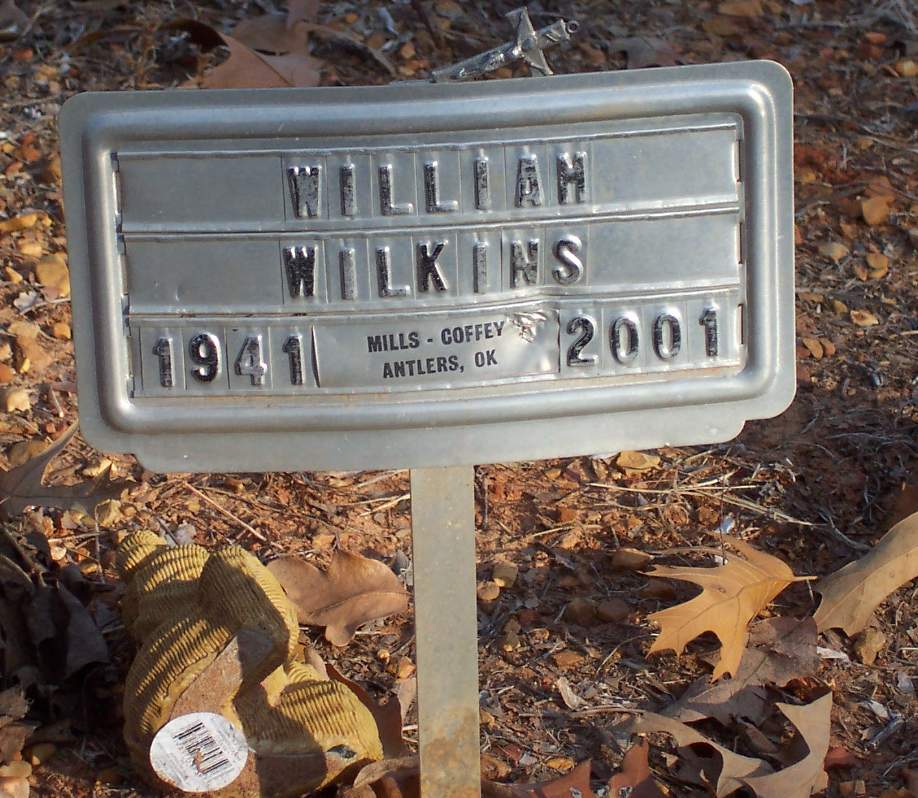 WILLIAM
WILKINS
1941 MILLS - COFFEY 2001
ANTLERS, OK